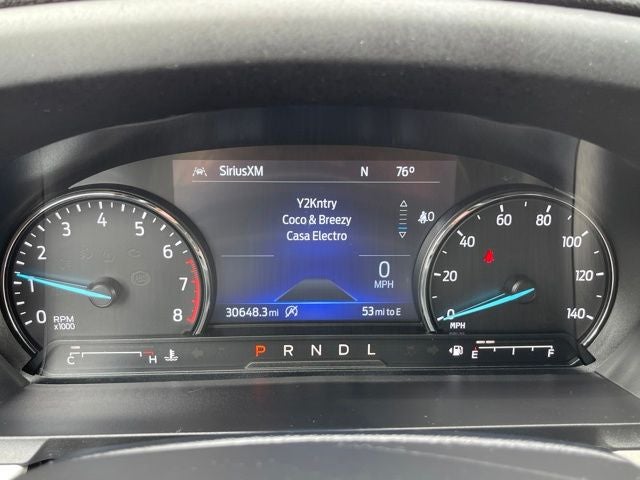 SiriusXM N 76°
Y2Kntry
Coco & Breezy
Casa Electro
0
MPH
30648.3 mi 53 mi to E
0 1 2 3 4 5 6 7 8
RPM
x1000
0 20 40 60 80 100 120 140
MPH
C H
P R N D L
E F